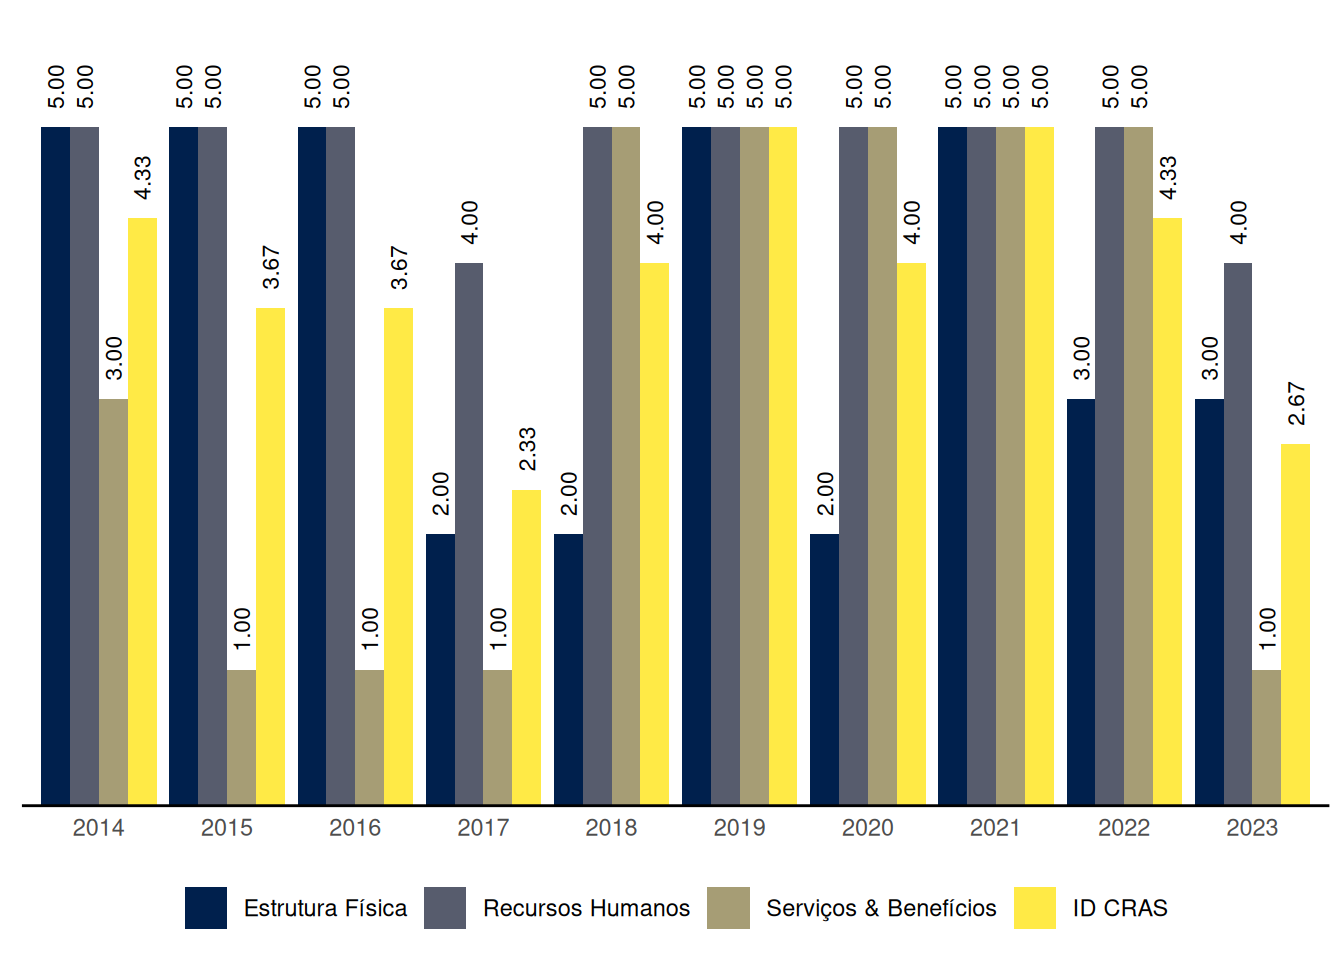 5.00 5.00 3.00 4.33
5.00 5.00 1.00 3.67
5.00 5.00 1.00 3.67
2.00 4.00 1.00 2.33
2.00 5.00 5.00 4.00
5.00 5.00 5.00 5.00
2.00 5.00 5.00 4.00
5.00 5.00 5.00 5.00
3.00 5.00 5.00 4.33
3.00 4.00 1.00 2.67
2014 2015 2016 2017 2018 2019 2020 2021 2022 2023
Estrutura Física Recursos Humanos Serviços & Benefícios ID CRAS